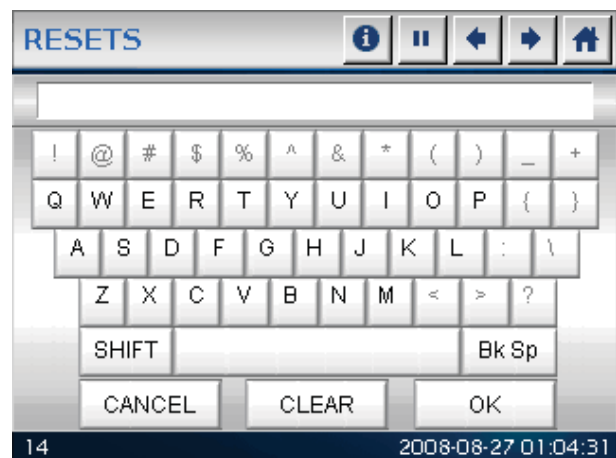 RESETS
! @ # $ % ^ & * ( ) _ +
Q W E R T Y U I O P { }
A S D F G H J K L : \
Z X C V B N M < > ?
SHIFT Bk Sp
CANCEL CLEAR OK
14 2008-08-27 01:04:31